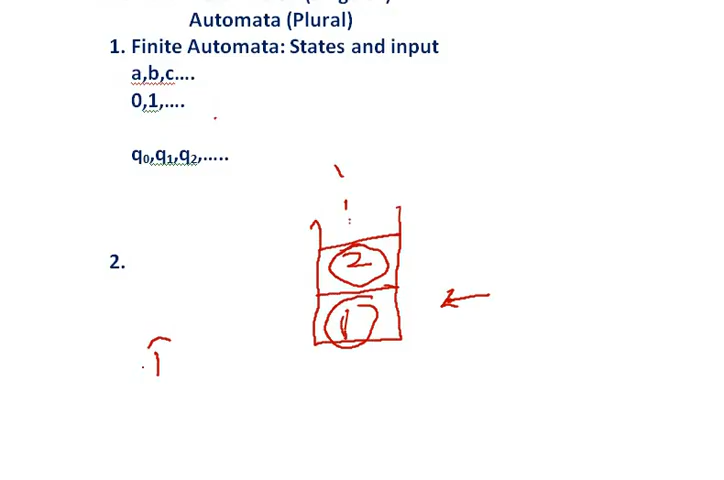 Automata (Plural)
1. Finite Automata: States and input
a,b,c....
0,1,....
q₀,q₁,q₂,.....
2.
2
1